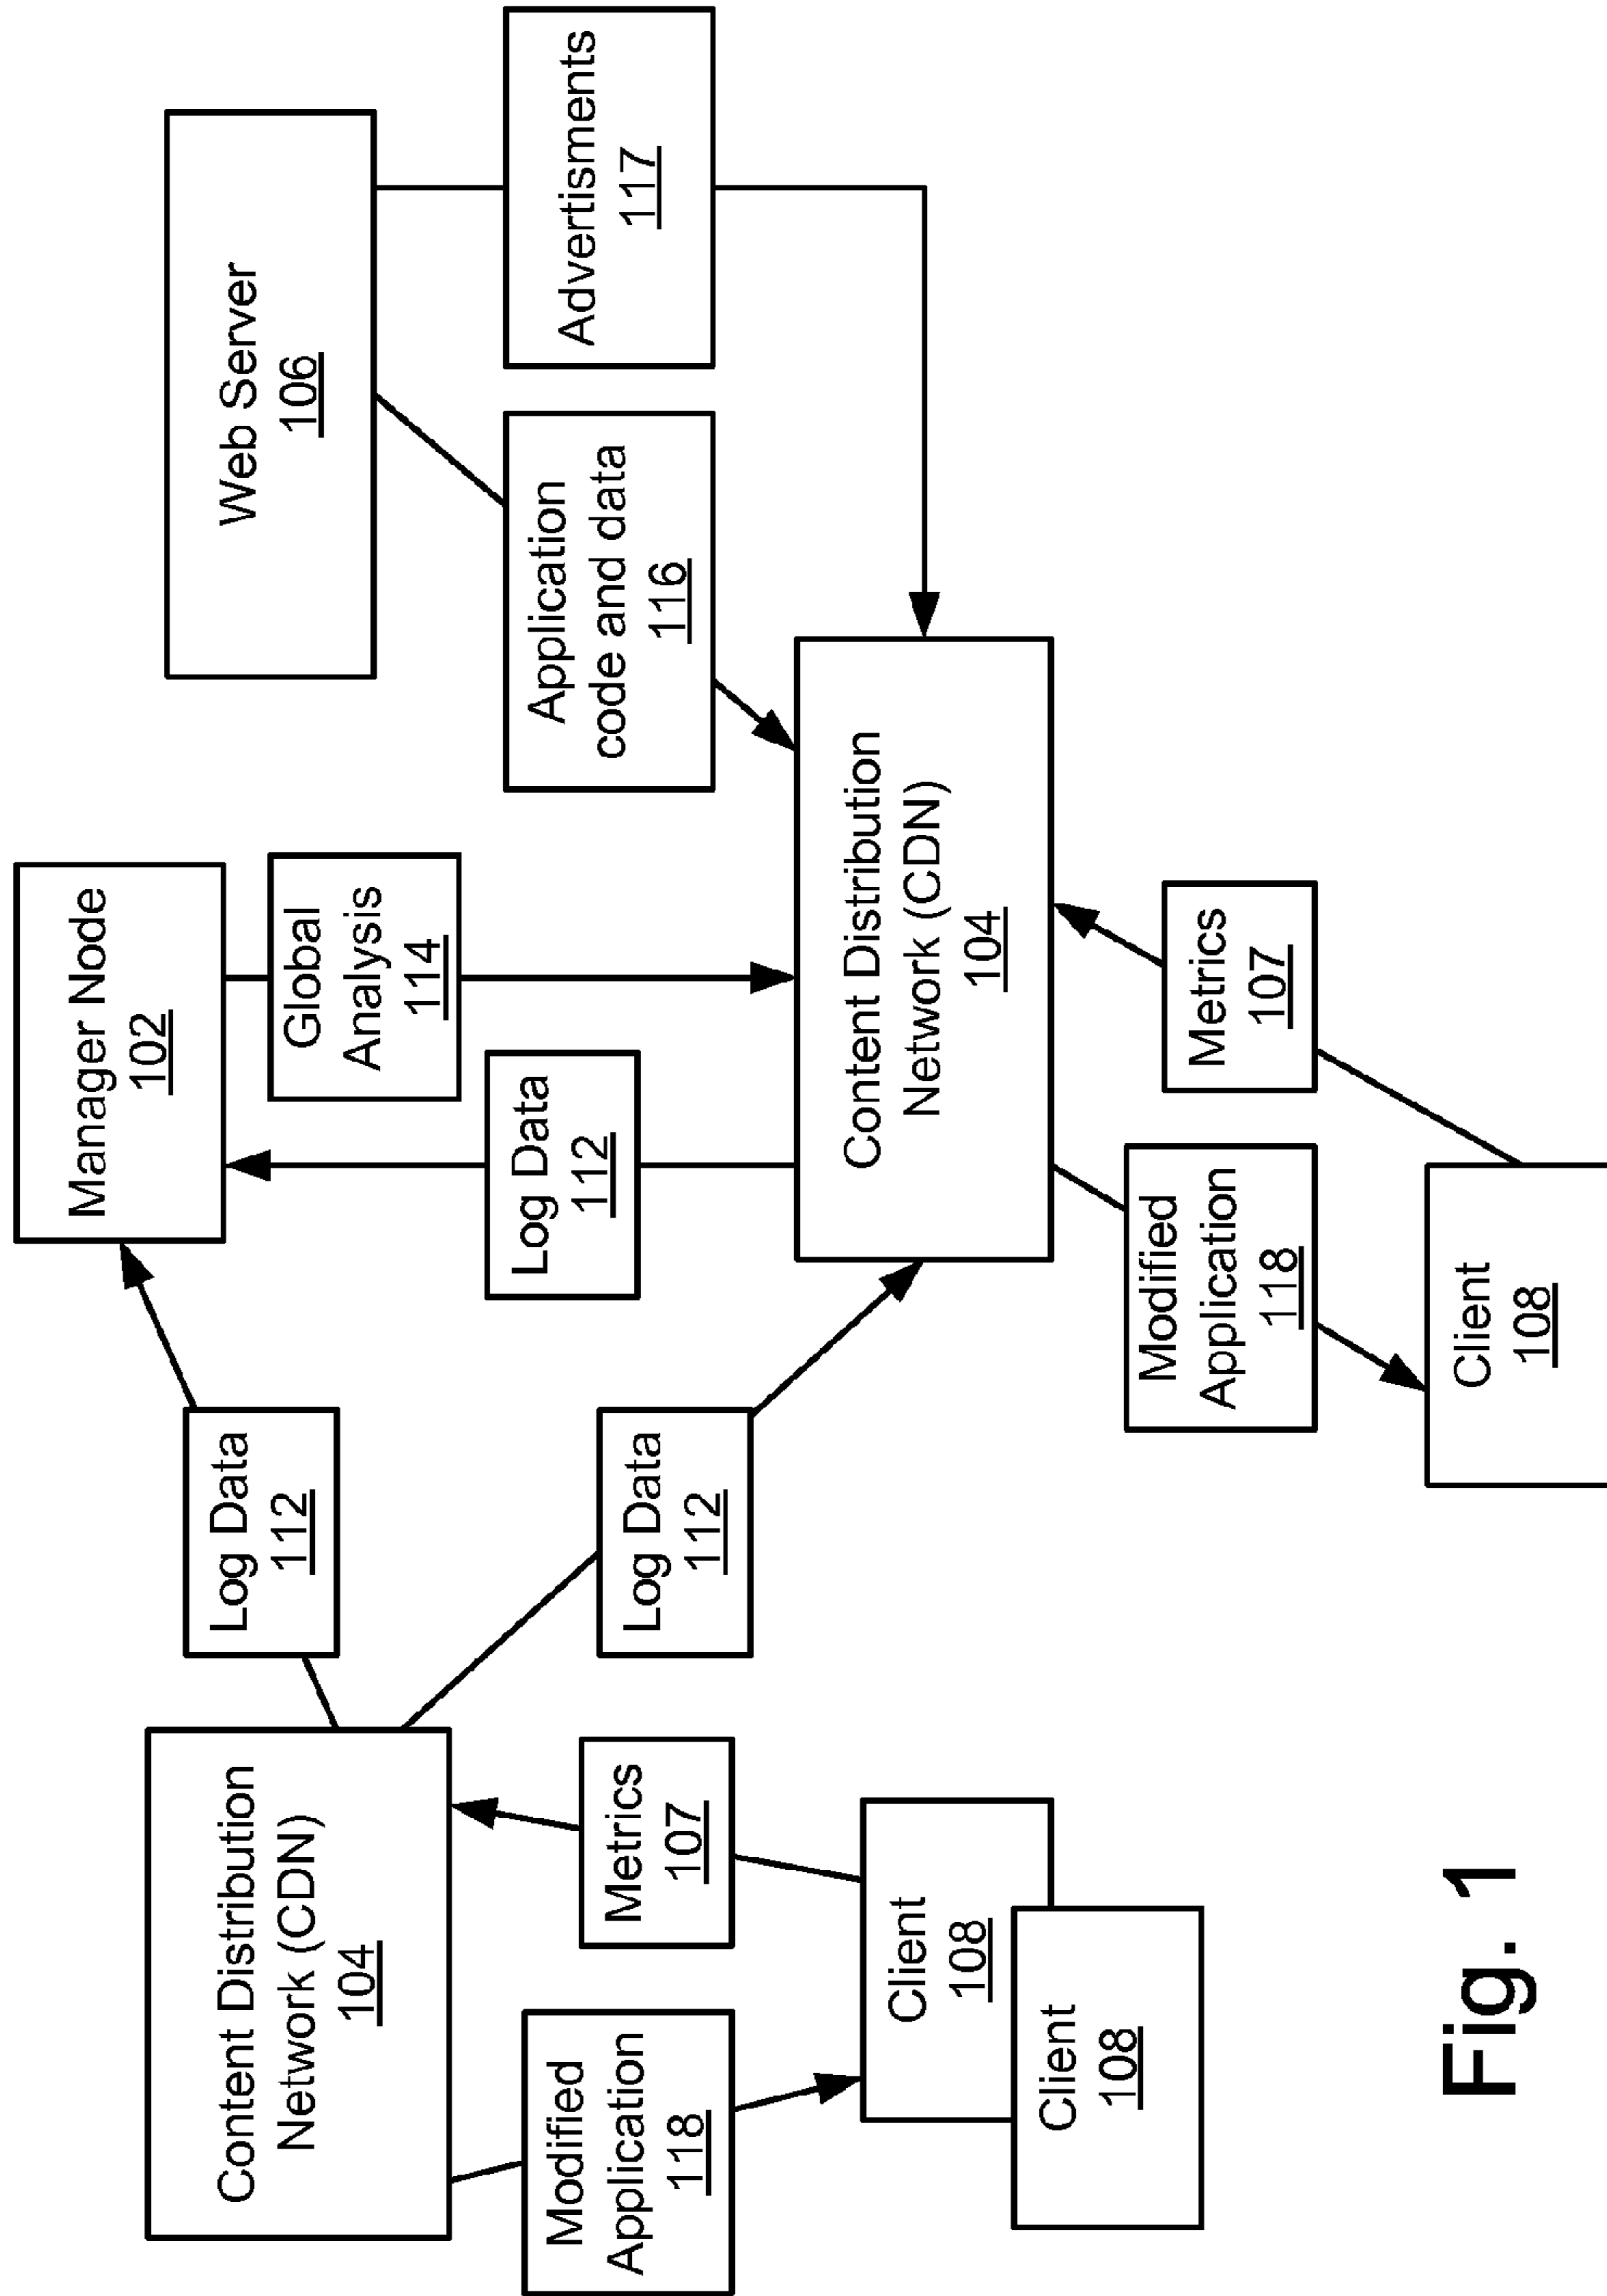 Manager Node
102
Web Server
106
Content Distribution
Network (CDN)
104
Log Data
112
Global
Analysis
114
Log Data
112
Application
code and data
116
Advertisments
117
Log Data
112
Modified
Application
118
Metrics
107
Content Distribution
Network (CDN)
104
Client
108
Client
108
Modified
Application
118
Metrics
107
Client
108
Fig. 1